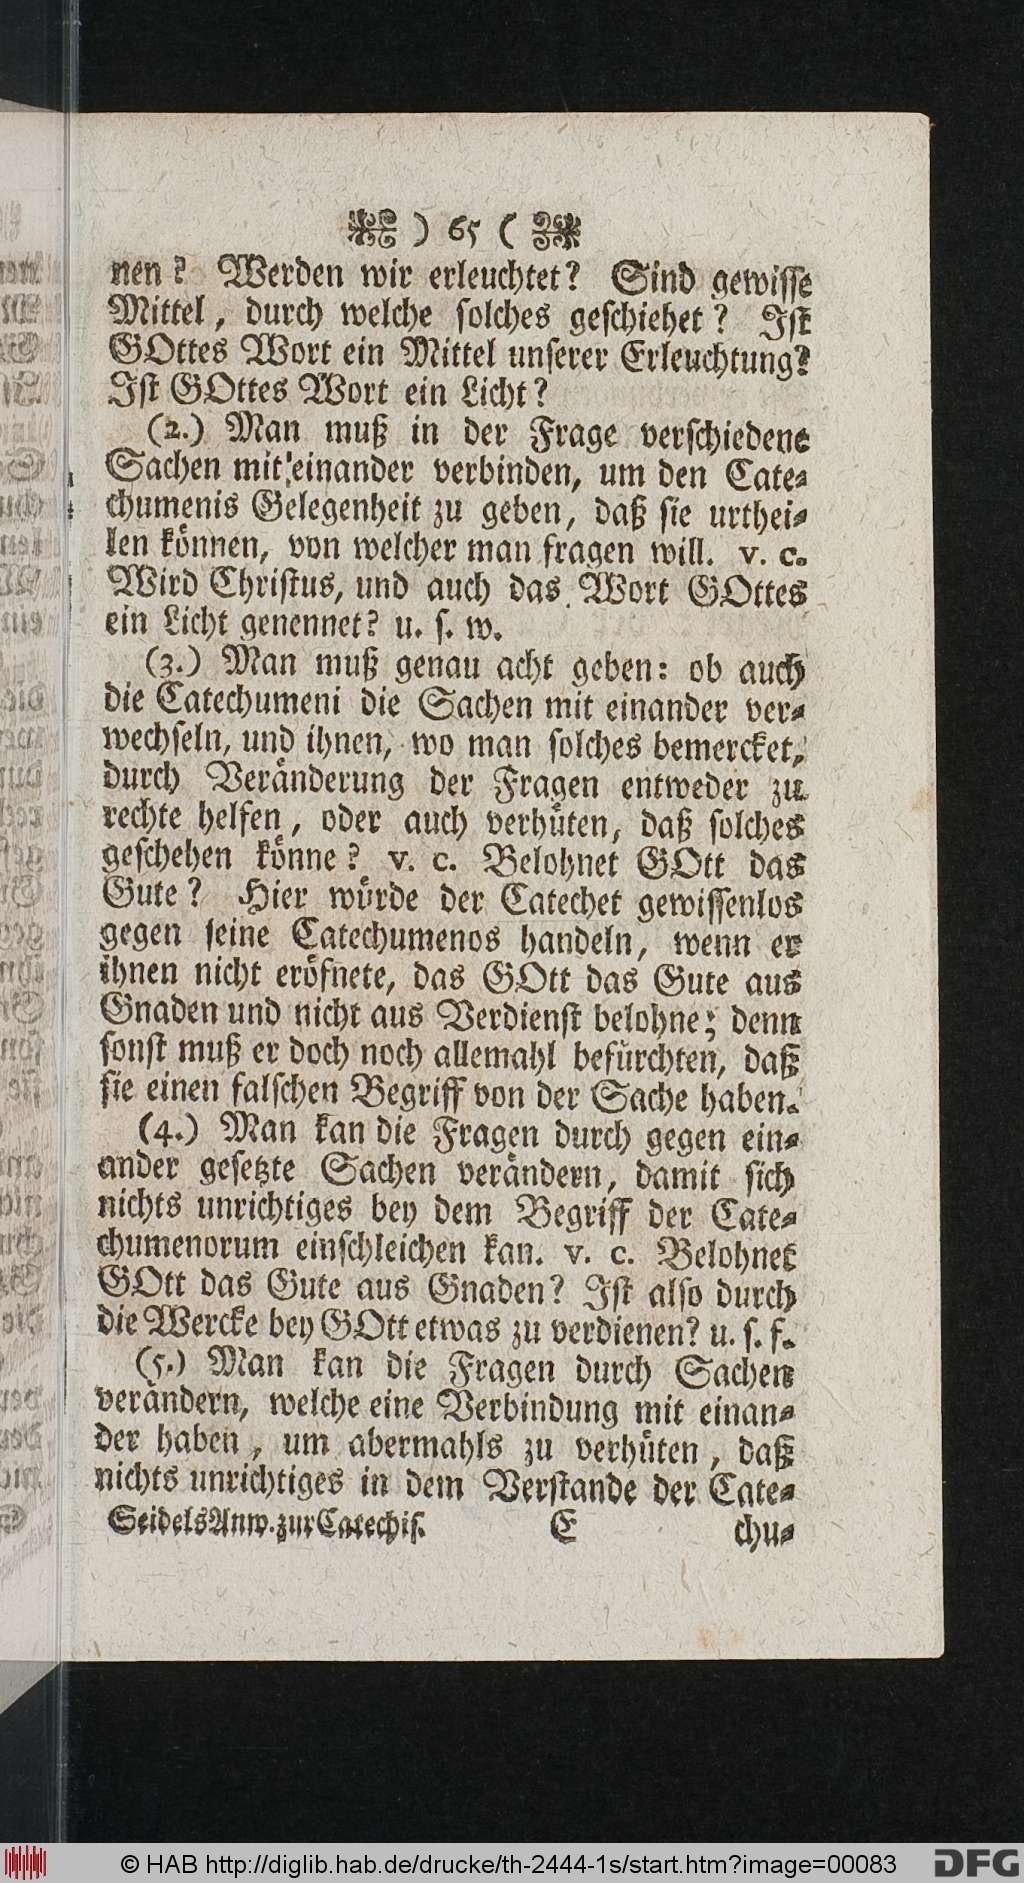 ) 65 (
nen? Werden wir erleuchtet? Sind gewisse
Mittel, durch welche solches geschiehet? Ist
GOttes Wort ein Mittel unserer Erleuchtung?
Ist GOttes Wort ein Licht?
(2.) Man muß in der Frage verschiedene
Sachen mit einander verbinden, um den Cate-
chumenis Gelegenheit zu geben, daß sie urthei-
len können, von welcher man fragen will. v. c.
Wird Christus, und auch das Wort GOttes
ein Licht genennet? u. s. w.
(3.) Man muß genau acht geben: ob auch
die Catechumeni die Sachen mit einander ver-
wechseln, und ihnen, wo man solches bemercket,
durch Veränderung der Fragen entweder zu
rechte helfen, oder auch verhüten, daß solches
geschehen könne? v. c. Belohnet GOtt das
Gute? Hier würde der Catechet gewissenlos
gegen seine Catechumenos handeln, wenn er
ihnen nicht eröfnete, das GOtt das Gute aus
Gnaden und nicht aus Verdienst belohne; denn
sonst muß er doch noch allemahl befürchten, daß
sie einen falschen Begriff von der Sache haben.
(4.) Man kan die Fragen durch gegen ein-
ander gesetzte Sachen verändern, damit sich
nichts unrichtiges bey dem Begriff der Cate-
chumenorum einschleichen kan. v. c. Belohnet
GOtt das Gute aus Gnaden? Ist also durch
die Wercke bey GOtt etwas zu verdienen? u. s. f.
(5.) Man kan die Fragen durch Sachen
verändern, welche eine Verbindung mit einan-
der haben, um abermahls zu verhüten, daß
nichts unrichtiges in dem Verstande der Cate-
Seidels Anw. zur Catechis. E chu-
© HAB http://diglib.hab.de/drucke/th-2444-1s/start.htm?image=00083 DFG